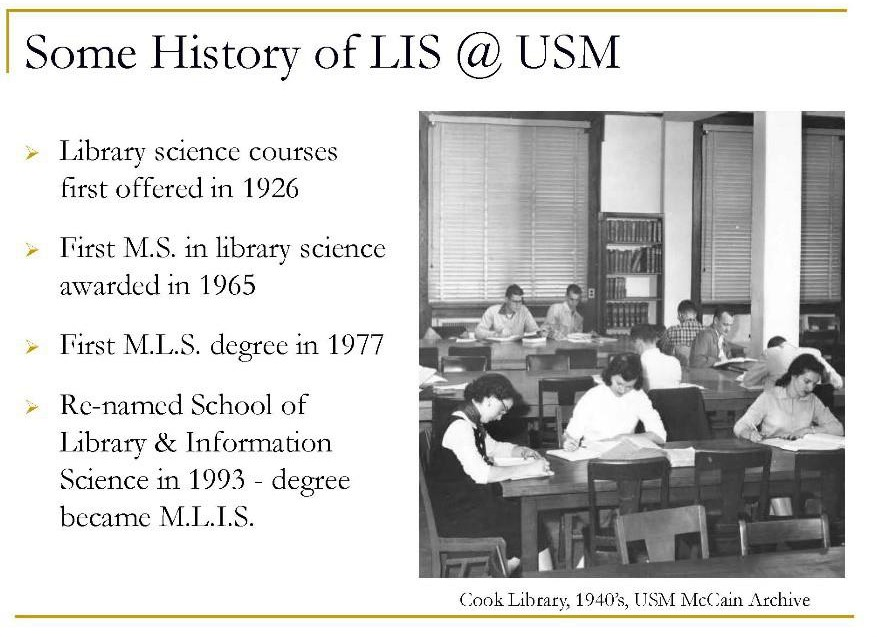 Some History of LIS @ USM
Library science courses
first offered in 1926
First M.S. in library science
awarded in 1965
First M.L.S. degree in 1977
Re-named School of
Library & Information
Science in 1993 - degree
became M.L.I.S.
Cook Library, 1940's, USM McCain Archive